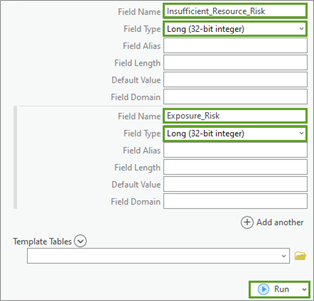 Field Name Insufficient_Resource_Risk
Field Type Long (32-bit integer)
Field Alias
Field Length
Default Value
Field Domain
Field Name Exposure_Risk
Field Type Long (32-bit integer)
Field Alias
Field Length
Default Value
Field Domain
Add another
Template Tables
Run